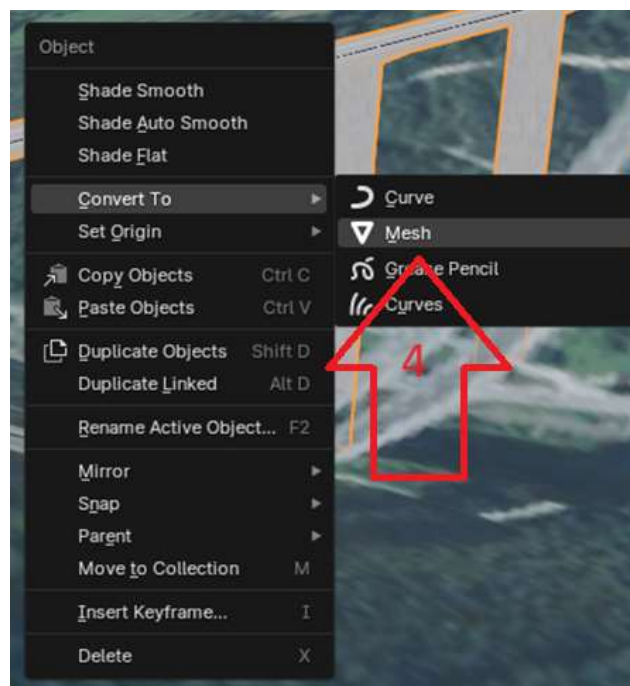 Object
Shade Smooth
Shade Auto Smooth
Shade Flat
Convert To
Set Origin
Copy Objects Ctrl C
Paste Objects Ctrl V
Duplicate Objects Shift D
Duplicate Linked Alt D
Rename Active Object... F2
Mirror
Snap
Parent
Move to Collection M
Insert Keyframe... I
Delete X
Curve
Mesh
Grease Pencil
Curves
4